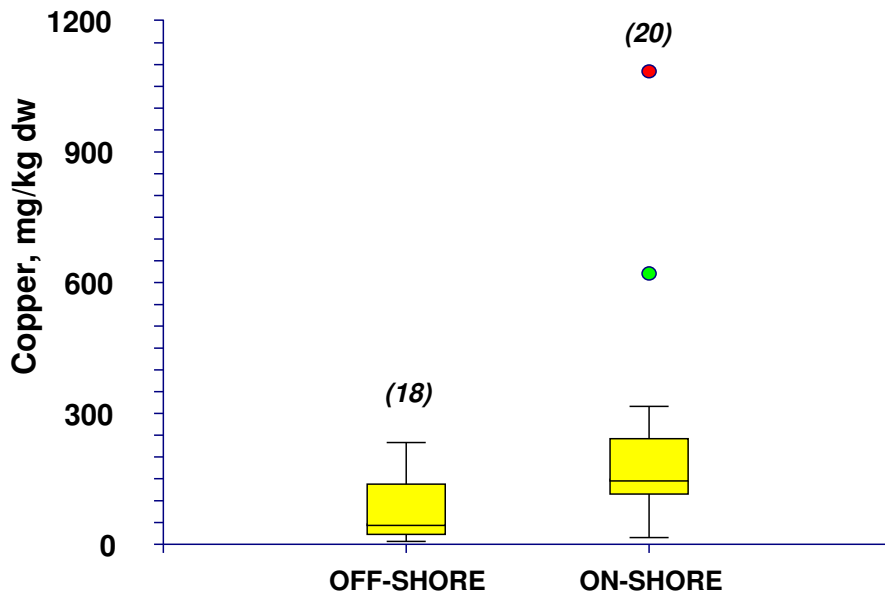 Copper, mg/kg dw
1200
900
600
300
0
(18)
(20)
OFF-SHORE
ON-SHORE